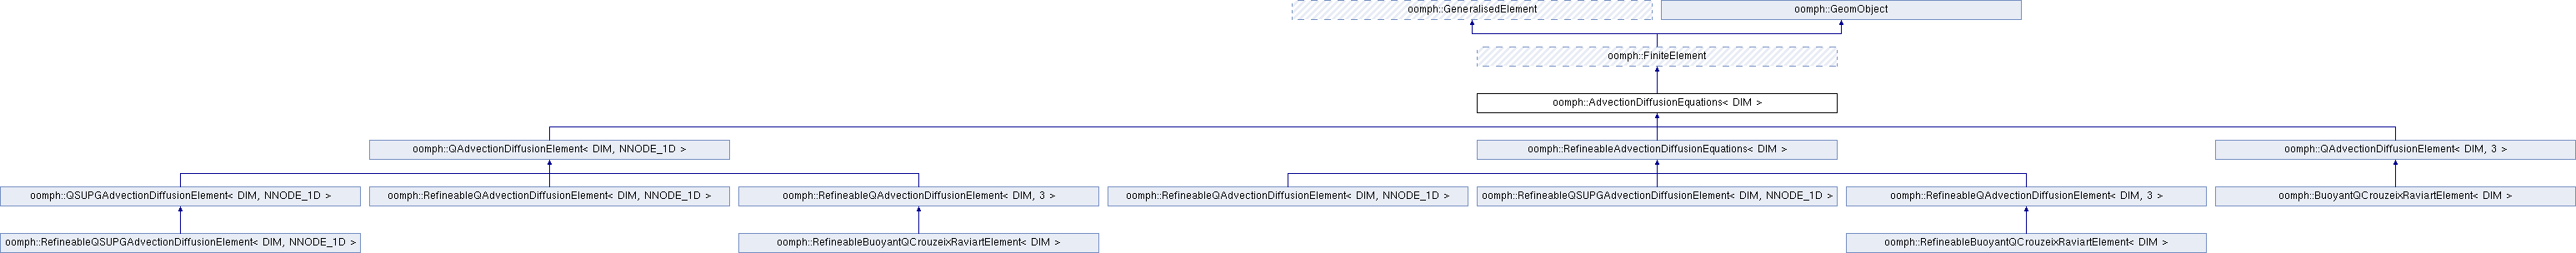 oomph::GeneralisedElement
oomph::GeomObject
oomph::FiniteElement
oomph::AdvectionDiffusionEquations< DIM >
oomph::QAdvectionDiffusionElement< DIM, NNODE_1D >
oomph::RefineableAdvectionDiffusionEquations< DIM >
oomph::QAdvectionDiffusionElement< DIM, 3 >
oomph::QSUPGAdvectionDiffusionElement< DIM, NNODE_1D >
oomph::RefineableQAdvectionDiffusionElement< DIM, NNODE_1D >
oomph::RefineableQAdvectionDiffusionElement< DIM, 3 >
oomph::RefineableQAdvectionDiffusionElement< DIM, NNODE_1D >
oomph::RefineableQSUPGAdvectionDiffusionElement< DIM, NNODE_1D >
oomph::RefineableQAdvectionDiffusionElement< DIM, 3 >
oomph::BuoyantQCrouzeixRaviartElement< DIM >
oomph::RefineableQSUPGAdvectionDiffusionElement< DIM, NNODE_1D >
oomph::RefineableBuoyantQCrouzeixRaviartElement< DIM >
oomph::RefineableBuoyantQCrouzeixRaviartElement< DIM >